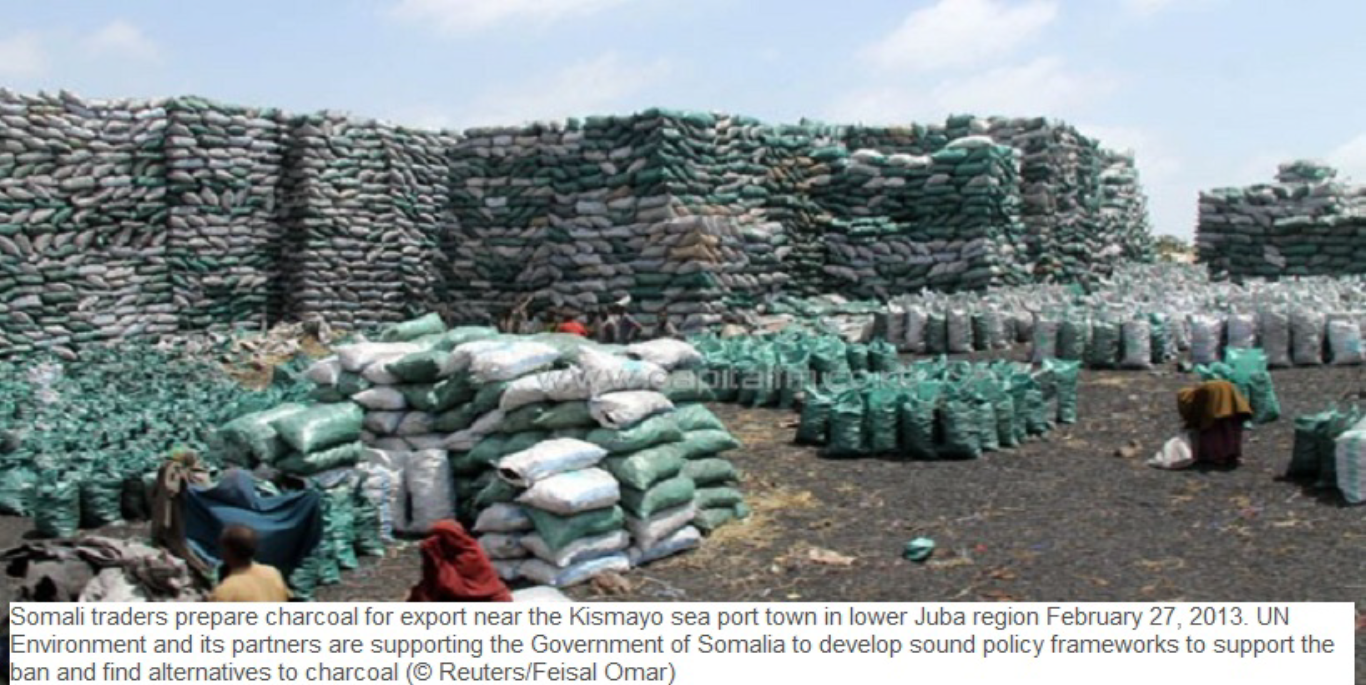 Somali traders prepare charcoal for export near the Kismayo sea port town in lower Juba region February 27, 2013. UN
Environment and its partners are supporting the Government of Somalia to develop sound policy frameworks to support the
ban and find alternatives to charcoal (© Reuters/Feisal Omar)